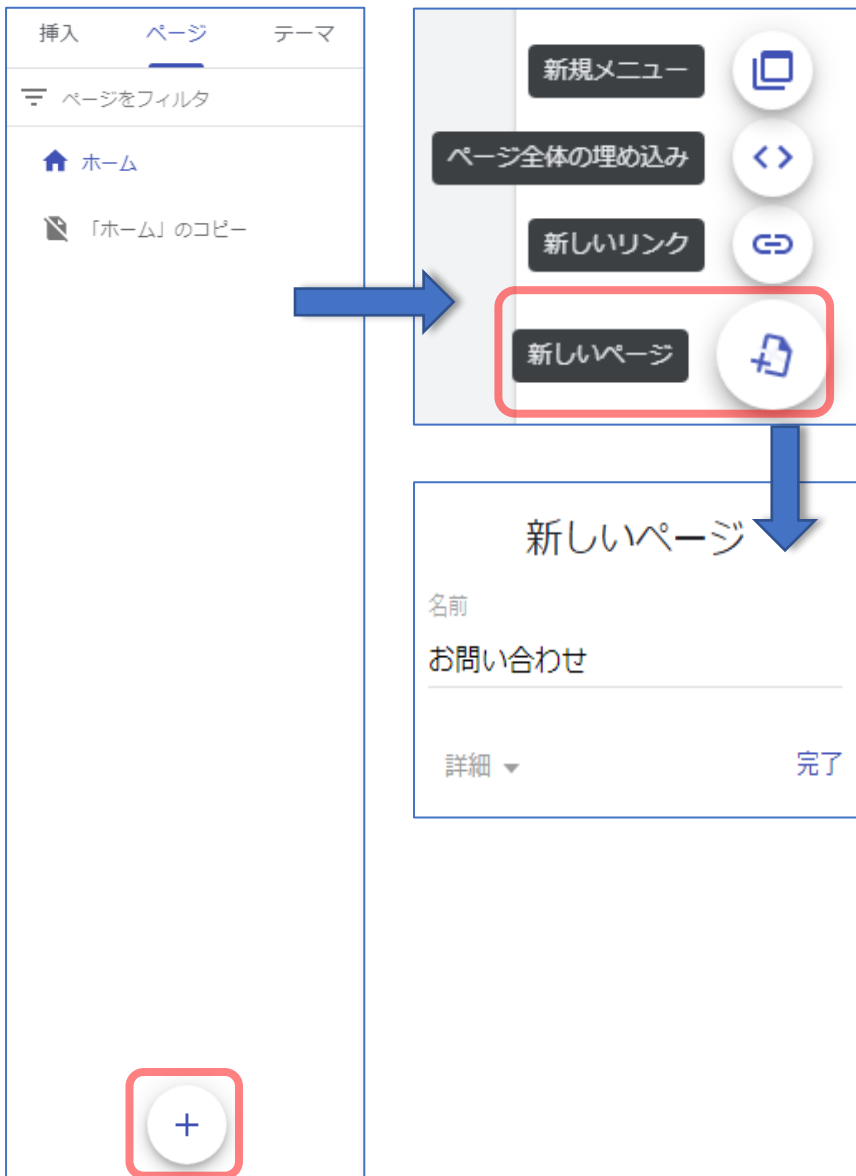 挿入 ページ テーマ
ページをフィルタ
ホーム
「ホーム」のコピー
新規メニュー
ページ全体の埋め込み
新しいリンク
新しいページ
新しいページ
名前
お問い合わせ
詳細 完了